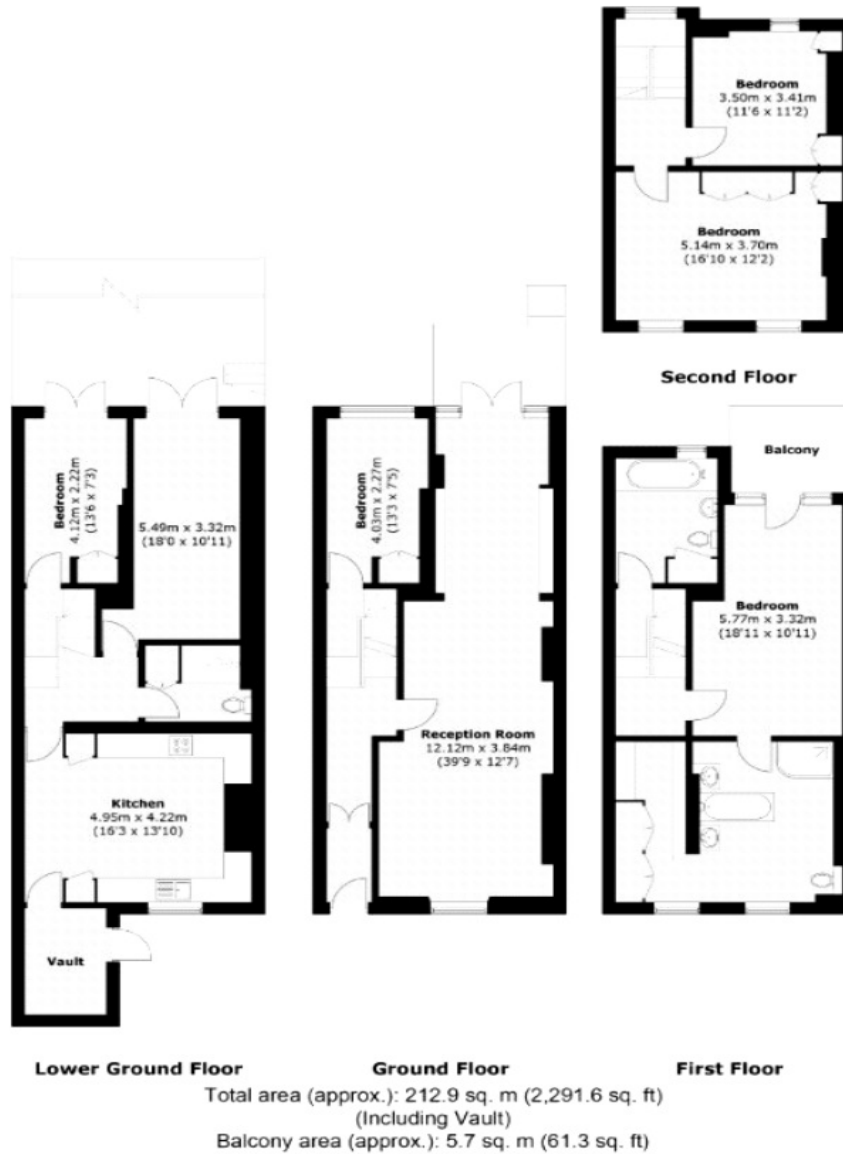 Bedroom
3.50m x 3.41m
(11'6 x 11'2)
Bedroom
5.14m x 3.70m
(16'10 x 12'2)
Second Floor
Bedroom
4.12m x 2.22m
(13'6 x 7'3)
5.49m x 3.32m
(18'0 x 10'11)
Kitchen
4.95m x 4.22m
(16'3 x 13'10)
Vault
Lower Ground Floor
Bedroom
4.03m x 2.27m
(13'3 x 7'5)
Reception Room
12.12m x 3.84m
(39'9 x 12'7)
Ground Floor
Balcony
Bedroom
5.77m x 3.32m
(18'11 x 10'11)
First Floor
Total area (approx.): 212.9 sq. m (2,291.6 sq. ft)
(Including Vault)
Balcony area (approx.): 5.7 sq. m (61.3 sq. ft)